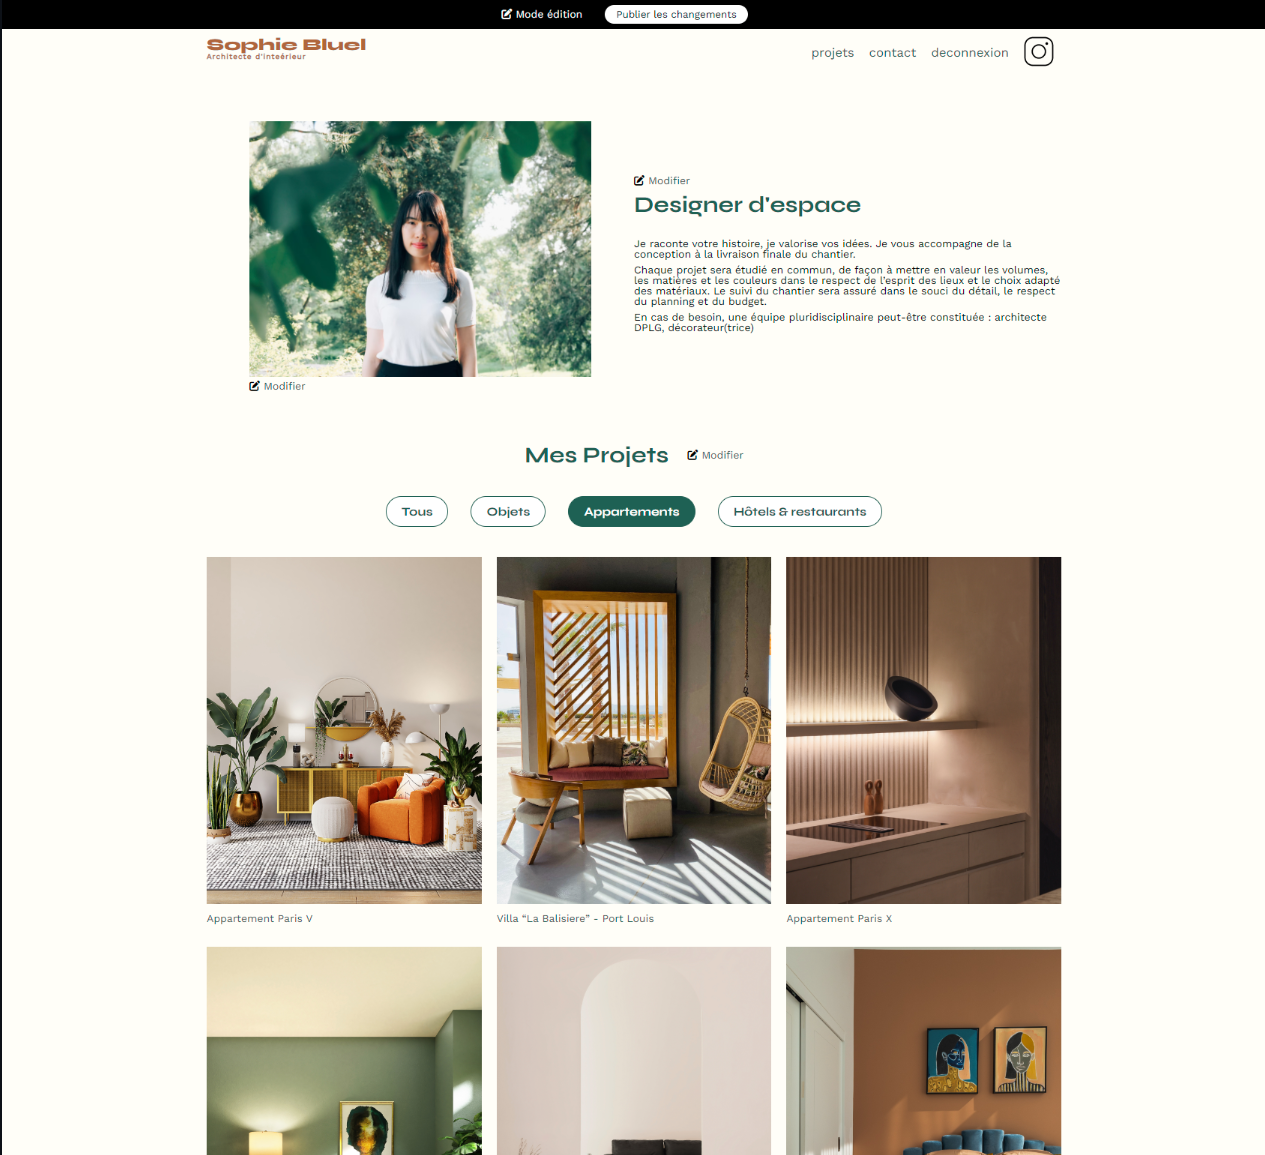 Mode édition
Publier les changements
Sophie Bluel
Architecte d'inteérieur
projets
contact
deconnexion
Modifier
Designer d'espace
Je raconte votre histoire, je valorise vos idées. Je vous accompagne de la
conception à la livraison finale du chantier.
Chaque projet sera étudié en commun, de façon à mettre en valeur les volumes,
les matières et les couleurs dans le respect de l'esprit des lieux et le choix adapté
des matériaux. Le suivi du chantier sera assuré dans le souci du détail, le respect
du planning et du budget.
En cas de besoin, une équipe pluridisciplinaire peut-être constituée : architecte
DPLG, décorateur(trice)
Modifier
Mes Projets
Modifier
Tous
Objets
Appartements
Hôtels & restaurants
Appartement Paris V
Villa “La Balisiere” - Port Louis
Appartement Paris X